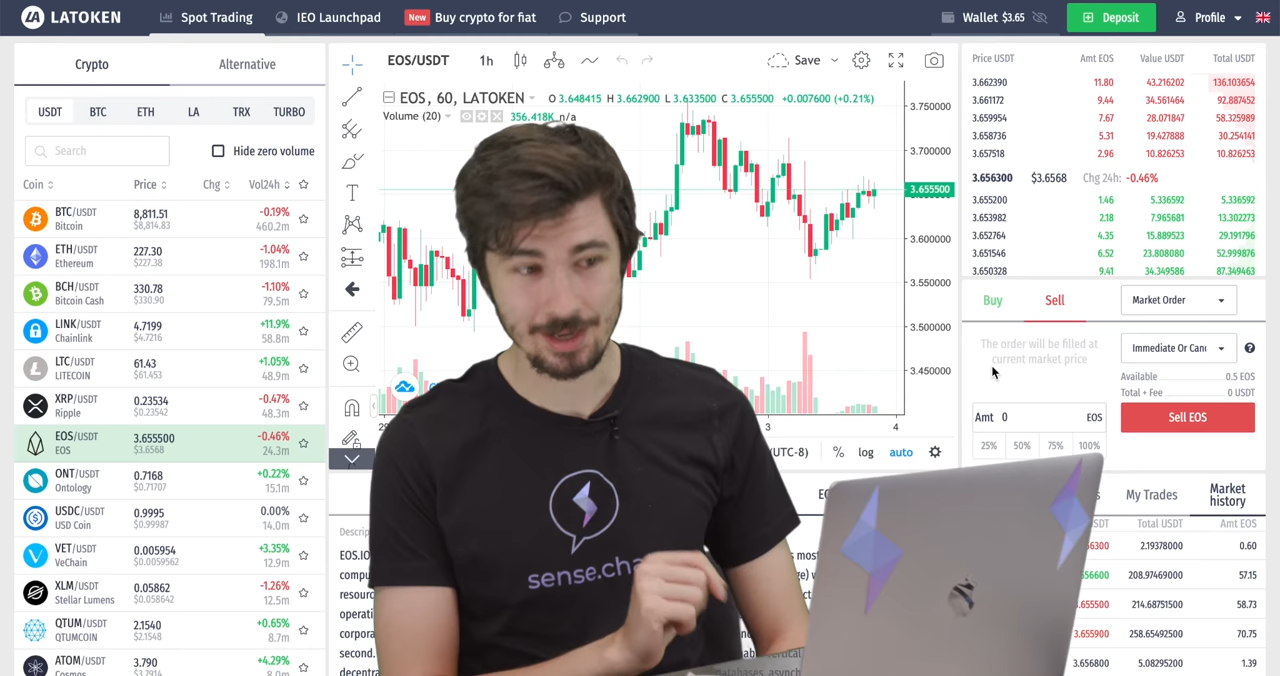 LATOKEN
Spot Trading
IEO Launchpad
New Buy crypto for fiat
Support
Wallet $3.65
Deposit
Profile
Crypto
Alternative
USDT BTC ETH LA TRX TURBO
Search
Hide zero volume
Coin Price Chg Vol24h
BTC/USDT 8,811.51 -0.19%
Bitcoin $8,814.83 460.2m
ETH/USDT 227.30 -1.04%
Ethereum $227.38 198.1m
BCH/USDT 330.78 -1.10%
Bitcoin Cash $330.90 79.5m
LINK/USDT 4.7199 +11.9%
Chainlink $4.7216 58.8m
LTC/USDT 61.43 +1.05%
LITECOIN $61.453 48.9m
XRP/USDT 0.23534 -0.47%
Ripple $0.23542 48.3m
EOS/USDT 3.655500 -0.46%
EOS $3.6568 24.3m
ONT/USDT 0.7168 +0.22%
Ontology $0.71707 15.1m
USDC/USDT 0.9995 0.00%
USD Coin $0.99987 14.0m
VET/USDT 0.005954 +3.35%
VeChain $0.0059562 12.9m
XLM/USDT 0.05862 -1.26%
Stellar Lumens $0.058642 12.5m
QTUM/USDT 2.1540 +0.65%
QTUMCOIN $2.1548 8.7m
ATOM/USDT 3.790 +4.29%
Cosmos $3.7914 8.0m
EOS/USDT 1h
Save
EOS, 60, LATOKEN O 3.648415 H 3.662900 L 3.633500 C 3.655500 +0.007600 (+0.21%)
Volume (20) 356.418K n/a
3.750000
3.700000
3.655500
3.600000
3.550000
3.500000
3.450000
3 4
(UTC-8) % log auto
Price USDT Amt EOS Value USDT Total USDT
3.662390 11.80 43.216202 136.103654
3.661172 9.44 34.561464 92.887452
3.659954 7.67 28.071847 58.325989
3.658736 5.31 19.427888 30.254141
3.657518 2.96 10.826253 10.826253
3.656300 $3.6568 Chg 24h: -0.46%
3.655200 1.46 5.336592 5.336592
3.653982 2.18 7.965681 13.302273
3.652764 4.35 15.889523 29.191796
3.651546 6.52 23.808080 52.999876
3.650328 9.41 34.349586 87.349463
Buy Sell Market Order
The order will be filled at
current market price
Immediate Or Canc
Available 0.5 EOS
Total + Fee 0 USDT
Amt 0 EOS
Sell EOS
25% 50% 75% 100%
My Trades
Market
history
Total USDT Amt EOS
2.19378000 0.60
208.97469000 57.15
3.655500 214.68751500 58.73
3.655900 258.65492500 70.75
3.656800 5.08295200 1.39
EOS.IO
sense.cha